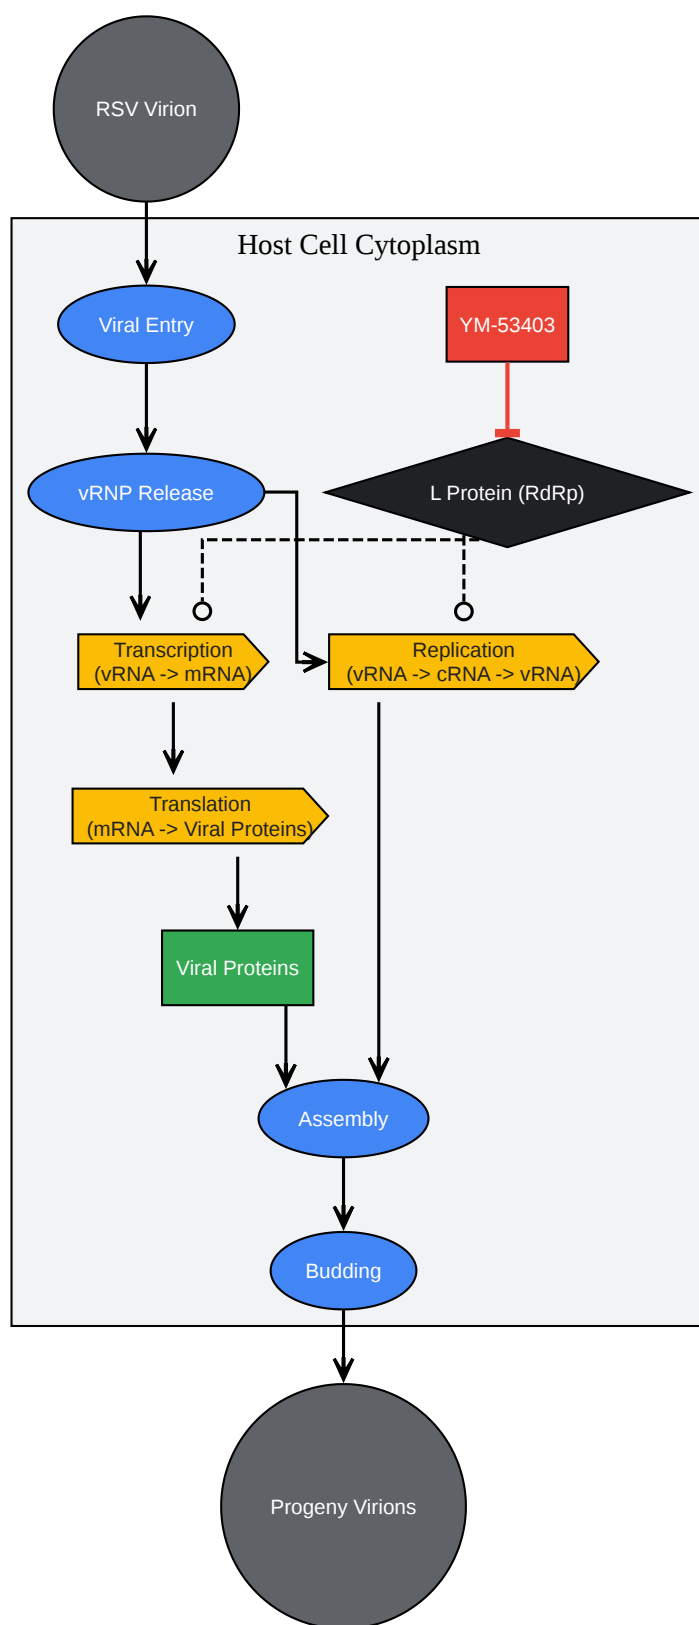 RSV Virion
Host Cell Cytoplasm
Viral Entry
YM-53403
vRNP Release
L Protein (RdRp)
Transcription
(vRNA -> mRNA)
Replication
(vRNA -> cRNA -> vRNA)
Translation
(mRNA -> Viral Proteins)
Viral Proteins
Assembly
Budding
Progeny Virions